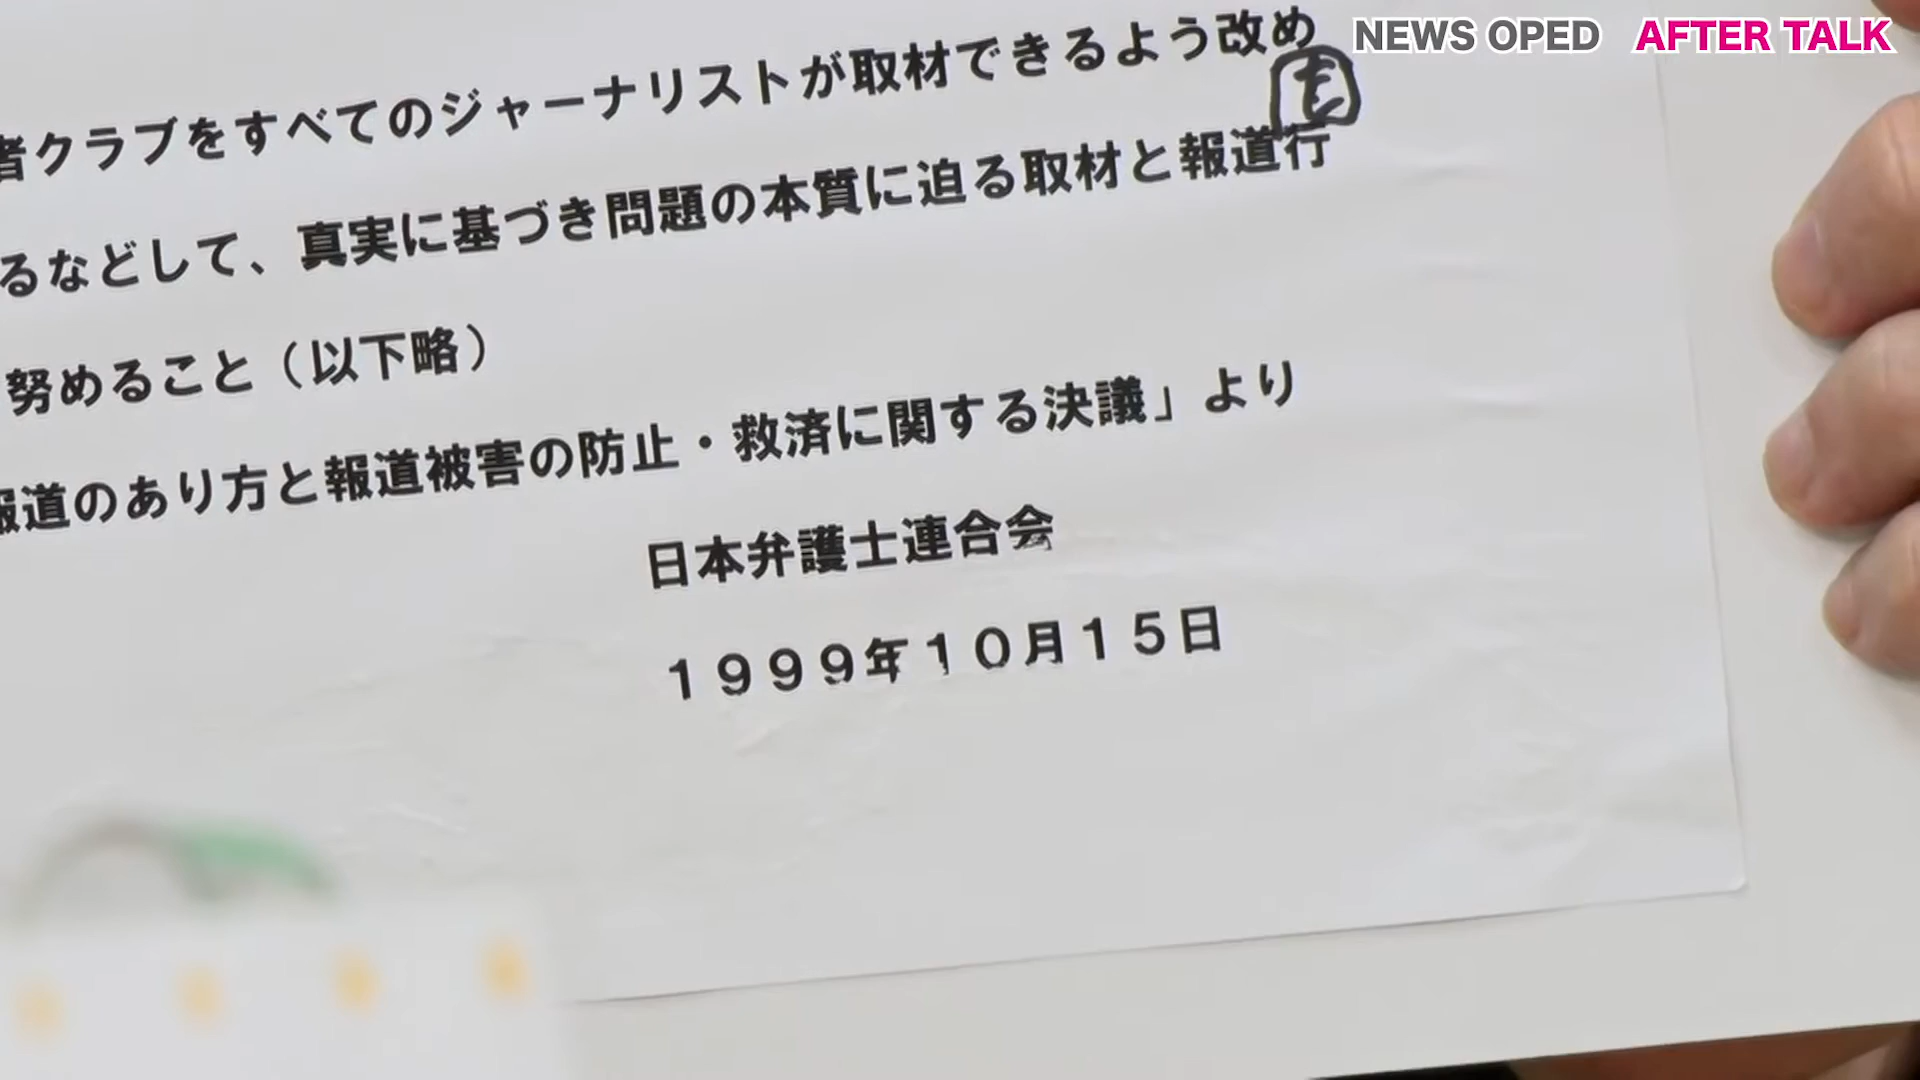 NEWS OPED AFTER TALK
者クラブをすべてのジャーナリストが取材できるよう改め
るなどして、真実に基づき問題の本質に迫る取材と報道行
努めること（以下略）
報道のあり方と報道被害の防止・救済に関する決議」より
日本弁護士連合会
１９９９年１０月１５日